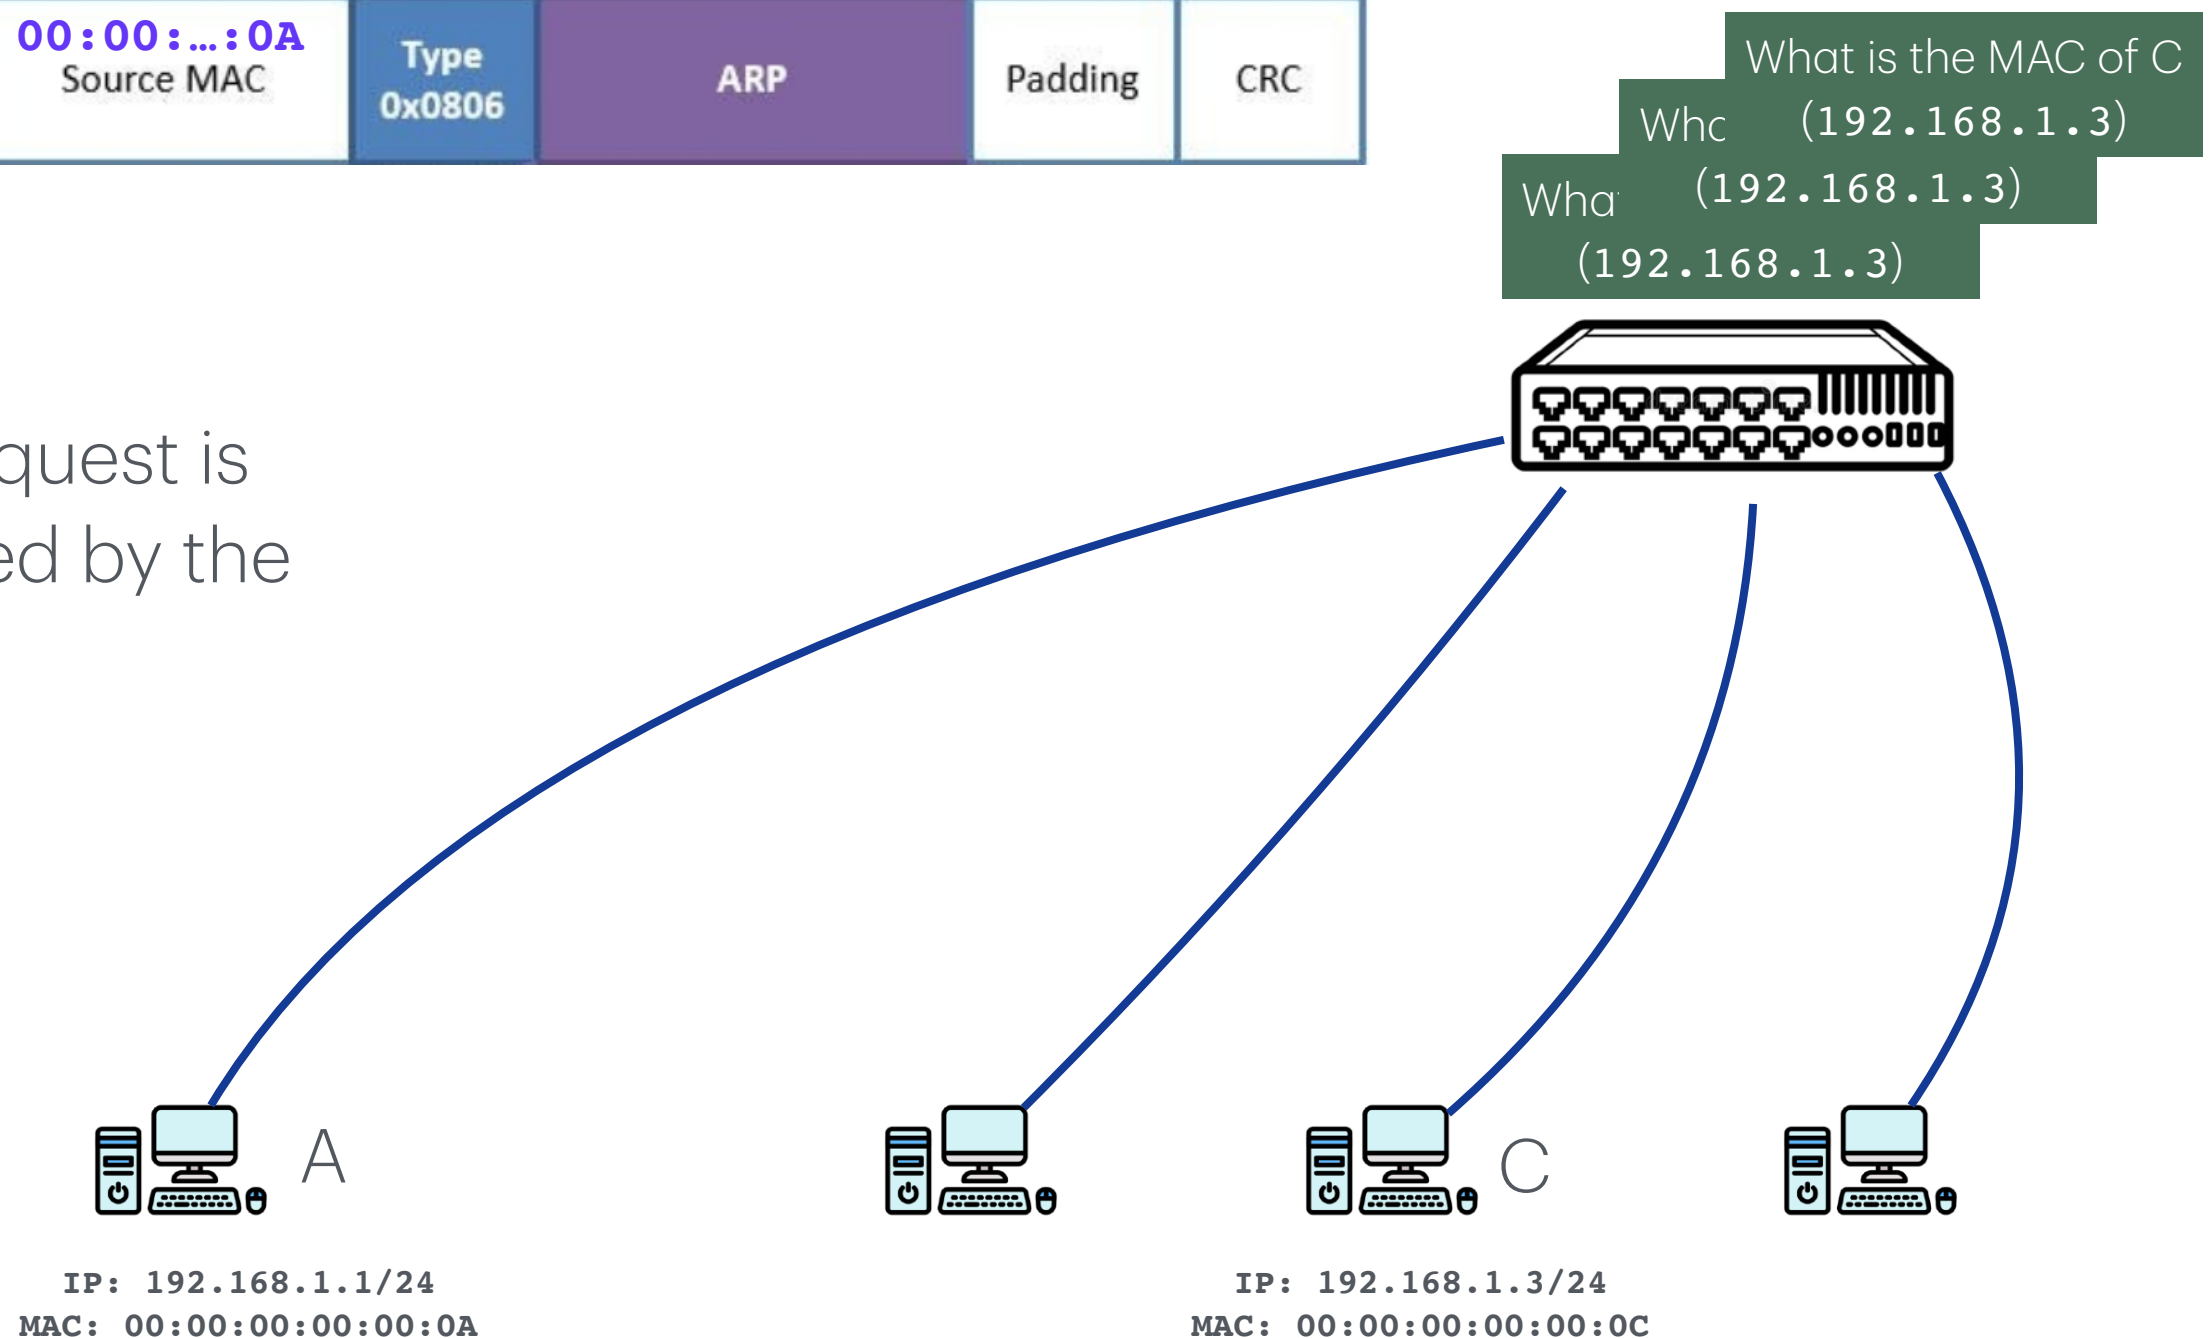 00:00:…:0A
Source MAC
Type
0x0806
ARP
Padding
CRC
What is the MAC of C
(192.168.1.3)
(192.168.1.3)
(192.168.1.3)
quest is
ed by the
A
C
IP: 192.168.1.1/24
MAC: 00:00:00:00:00:0A
IP: 192.168.1.3/24
MAC: 00:00:00:00:00:0C